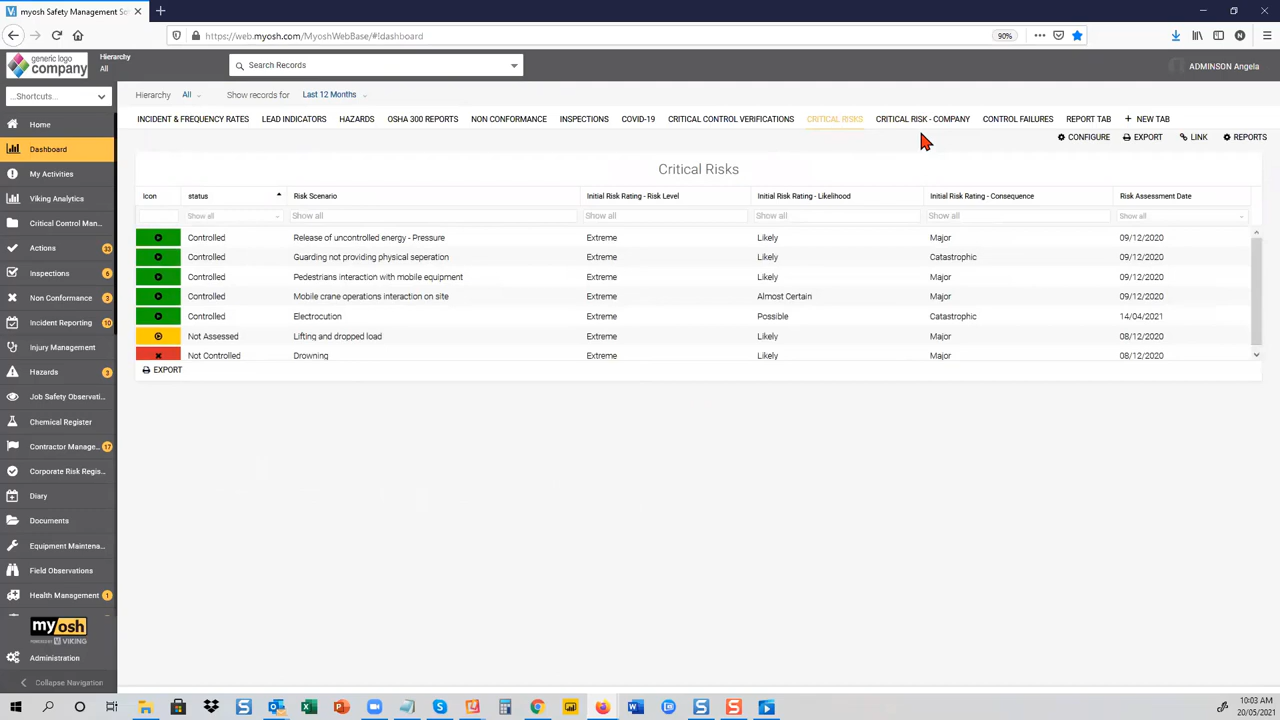 myosh Safety Management So
https://web.myosh.com/MyoshWebBase/#!dashboard
90%
generic logo
company
Hierarchy
All
Search Records
ADMINSON Angela
...Shortcuts...
Hierarchy All Show records for Last 12 Months
INCIDENT & FREQUENCY RATES LEAD INDICATORS HAZARDS OSHA 300 REPORTS NON CONFORMANCE INSPECTIONS COVID-19 CRITICAL CONTROL VERIFICATIONS CRITICAL RISKS CRITICAL RISK - COMPANY CONTROL FAILURES REPORT TAB + NEW TAB
CONFIGURE EXPORT LINK REPORTS
Home
Dashboard
My Activities
Viking Analytics
Critical Control Man...
Actions 33
Inspections 6
Non Conformance 3
Incident Reporting 10
Injury Management
Hazards 3
Job Safety Observati...
Chemical Register
Contractor Manage... 17
Corporate Risk Regis...
Diary
Documents
Equipment Maintena...
Field Observations
Health Management 1
myosh
POWERED BY VIKING
Administration
Collapse Navigation
Critical Risks
Icon status Risk Scenario Initial Risk Rating - Risk Level Initial Risk Rating - Likelihood Initial Risk Rating - Consequence Risk Assessment Date
Show all Show all Show all Show all Show all Show all
Controlled Release of uncontrolled energy - Pressure Extreme Likely Major 09/12/2020
Controlled Guarding not providing physical seperation Extreme Likely Catastrophic 09/12/2020
Controlled Pedestrians interaction with mobile equipment Extreme Likely Major 09/12/2020
Controlled Mobile crane operations interaction on site Extreme Almost Certain Major 09/12/2020
Controlled Electrocution Extreme Possible Catastrophic 14/04/2021
Not Assessed Lifting and dropped load Extreme Likely Major 08/12/2020
Not Controlled Drowning Extreme Likely Major 08/12/2020
EXPORT
10:03 AM
20/05/2021